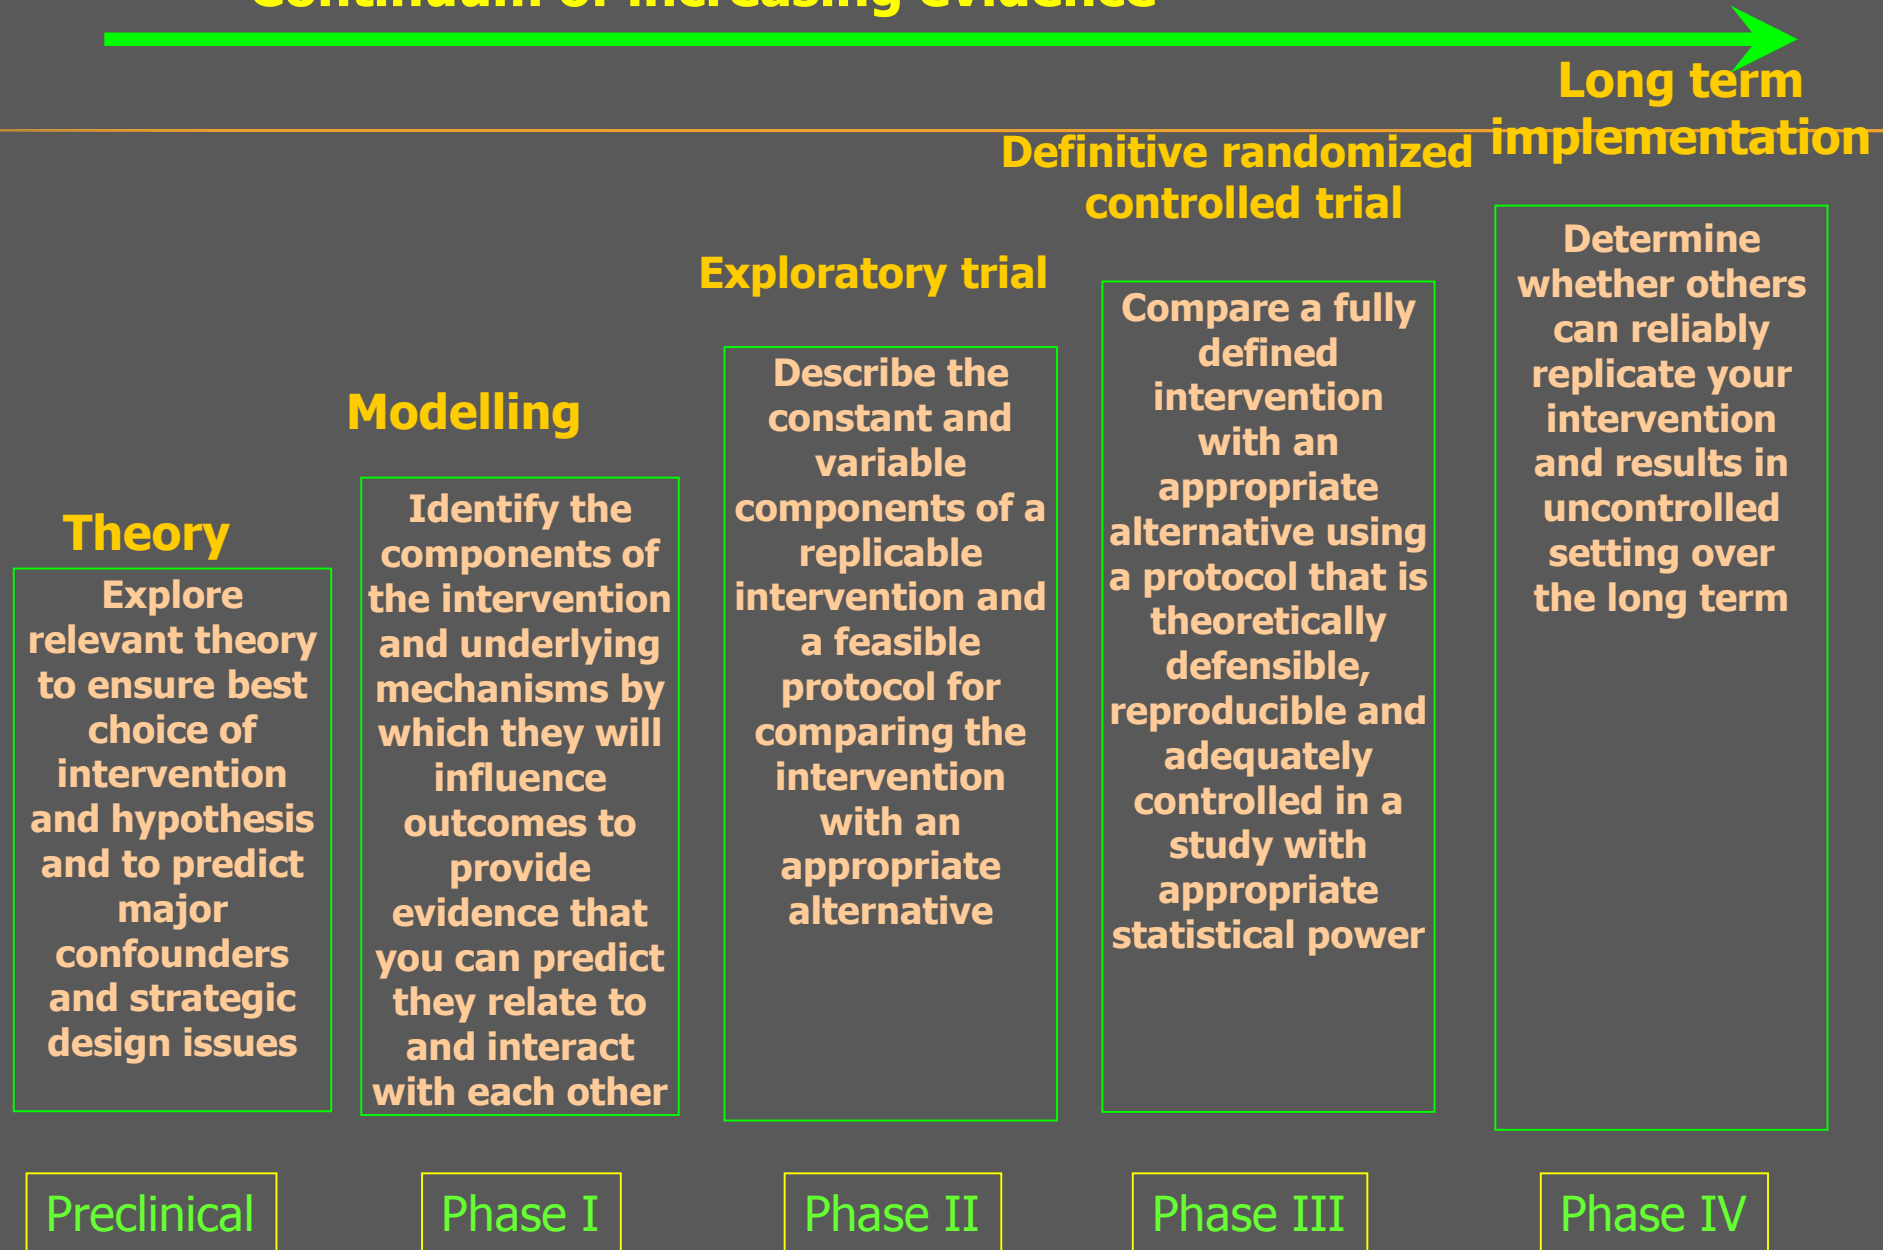 Continuum of increasing evidence
Long term
implementation
Definitive randomized
controlled trial
Exploratory trial
Modelling
Theory
Explore
relevant theory
to ensure best
choice of
intervention
and hypothesis
and to predict
major
confounders
and strategic
design issues
Identify the
components of
the intervention
and underlying
mechanisms by
which they will
influence
outcomes to
provide
evidence that
you can predict
they relate to
and interact
with each other
Describe the
constant and
variable
components of a
replicable
intervention and
a feasible
protocol for
comparing the
intervention
with an
appropriate
alternative
Compare a fully
defined
intervention
with an
appropriate
alternative using
a protocol that is
theoretically
defensible,
reproducible and
adequately
controlled in a
study with
appropriate
statistical power
Determine
whether others
can reliably
replicate your
intervention
and results in
uncontrolled
setting over
the long term
Preclinical
Phase I
Phase II
Phase III
Phase IV